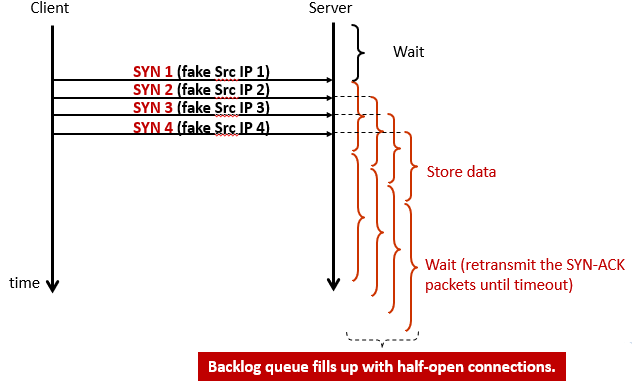 Client
Server
Wait
SYN 1 (fake Src IP 1)
SYN 2 (fake Src IP 2)
SYN 3 (fake Src IP 3)
SYN 4 (fake Src IP 4)
Store data
Wait (retransmit the SYN-ACK
packets until timeout)
time
Backlog queue fills up with half-open connections.